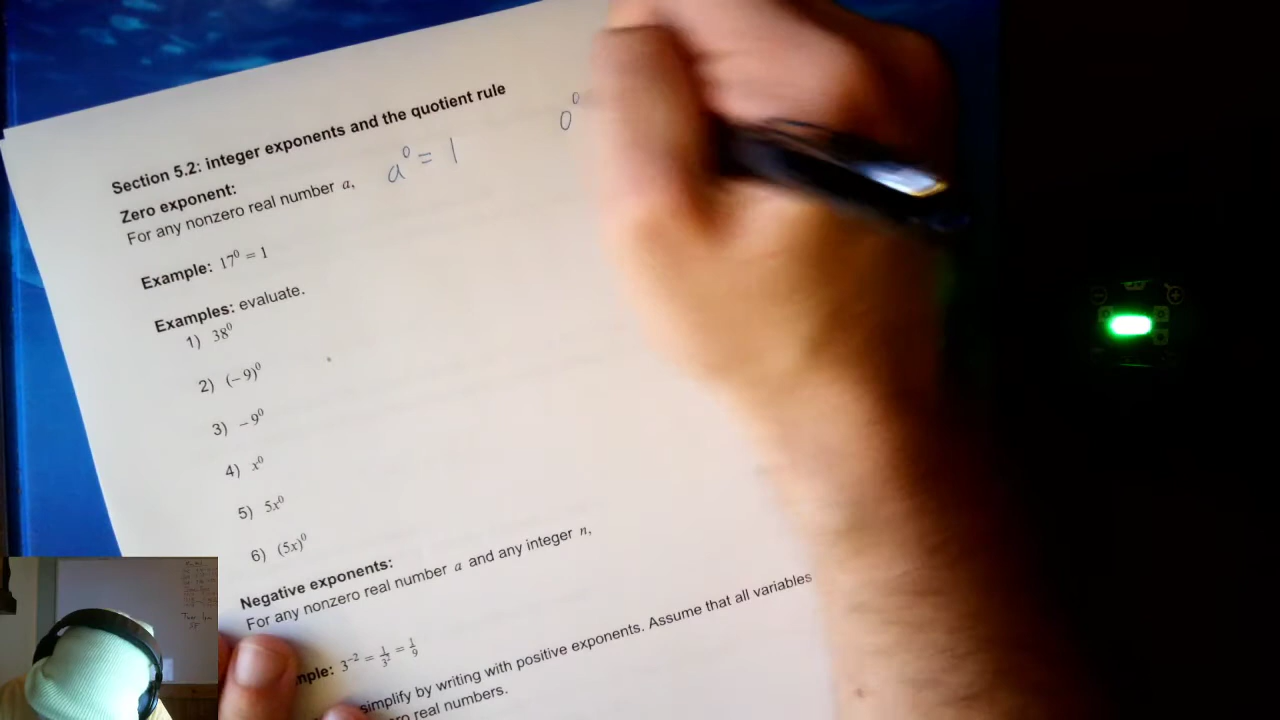 Section 5.2: integer exponents and the quotient rule
Zero exponent:
For any nonzero real number a, a⁰ = 1
0⁰
Example: 17⁰ = 1
Examples: evaluate.
1) 38⁰
2) (−9)⁰
3) −9⁰
4) x⁰
5) 5x⁰
6) (5x)⁰
Negative exponents:
For any nonzero real number a and any integer n,
mple: 3⁻² = 1/3² = 1/9
simplify by writing with positive exponents. Assume that all variables
ro real numbers.